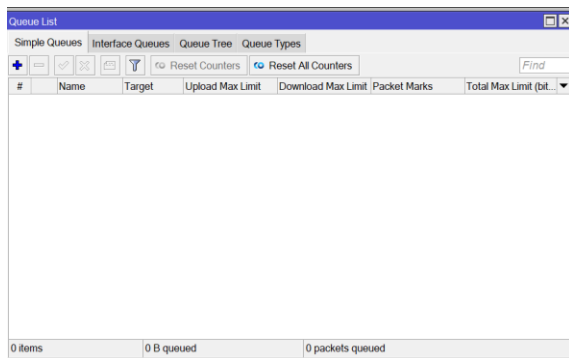 Queue List
Simple Queues Interface Queues Queue Tree Queue Types
Reset Counters Reset All Counters Find
# Name Target Upload Max Limit Download Max Limit Packet Marks Total Max Limit (bit...
0 items 0 B queued 0 packets queued